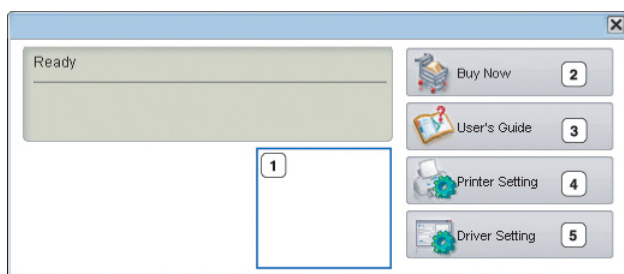 Ready
Buy Now 2
User's Guide 3
1
Printer Setting 4
Driver Setting 5